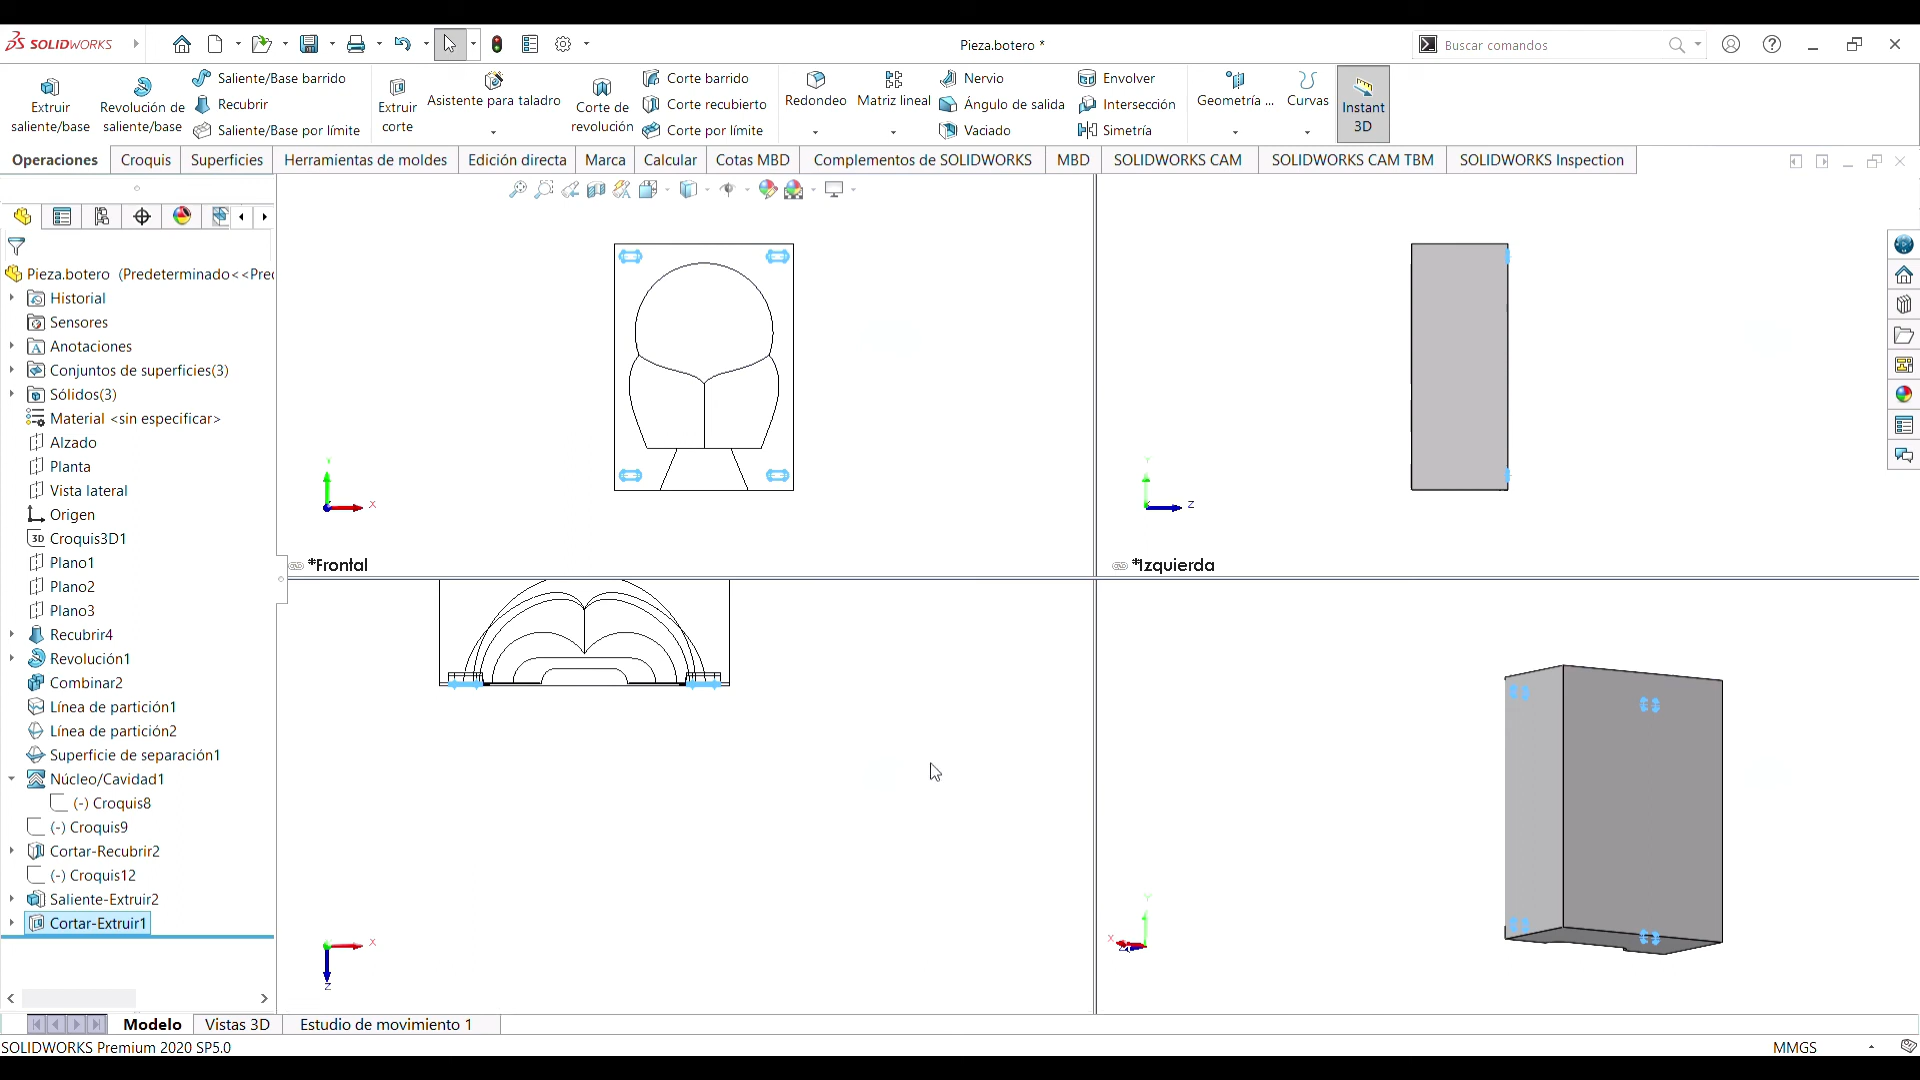 SOLIDWORKS
Pieza.botero *
Buscar comandos
Extruir saliente/base
Revolución de saliente/base
Saliente/Base barrido
Recubrir
Saliente/Base por límite
Extruir corte
Asistente para taladro
Corte de revolución
Corte barrido
Corte recubierto
Corte por límite
Redondeo
Matriz lineal
Nervio
Ángulo de salida
Vaciado
Envolver
Intersección
Simetría
Geometría ...
Curvas
Instant 3D
Operaciones
Croquis
Superficies
Herramientas de moldes
Edición directa
Marca
Calcular
Cotas MBD
Complementos de SOLIDWORKS
MBD
SOLIDWORKS CAM
SOLIDWORKS CAM TBM
SOLIDWORKS Inspection
Pieza.botero (Predeterminado<<Pre
Historial
Sensores
Anotaciones
Conjuntos de superficies(3)
Sólidos(3)
Material <sin especificar>
Alzado
Planta
Vista lateral
Origen
3D Croquis3D1
Plano1
Plano2
Plano3
Recubrir4
Revolución1
Combinar2
Línea de partición1
Línea de partición2
Superficie de separación1
Núcleo/Cavidad1
(-) Croquis8
(-) Croquis9
Cortar-Recubrir2
(-) Croquis12
Saliente-Extruir2
Cortar-Extruir1
Y
X
*Frontal
Y
Z
*Izquierda
X
Z
Y
X
Modelo
Vistas 3D
Estudio de movimiento 1
SOLIDWORKS Premium 2020 SP5.0
MMGS